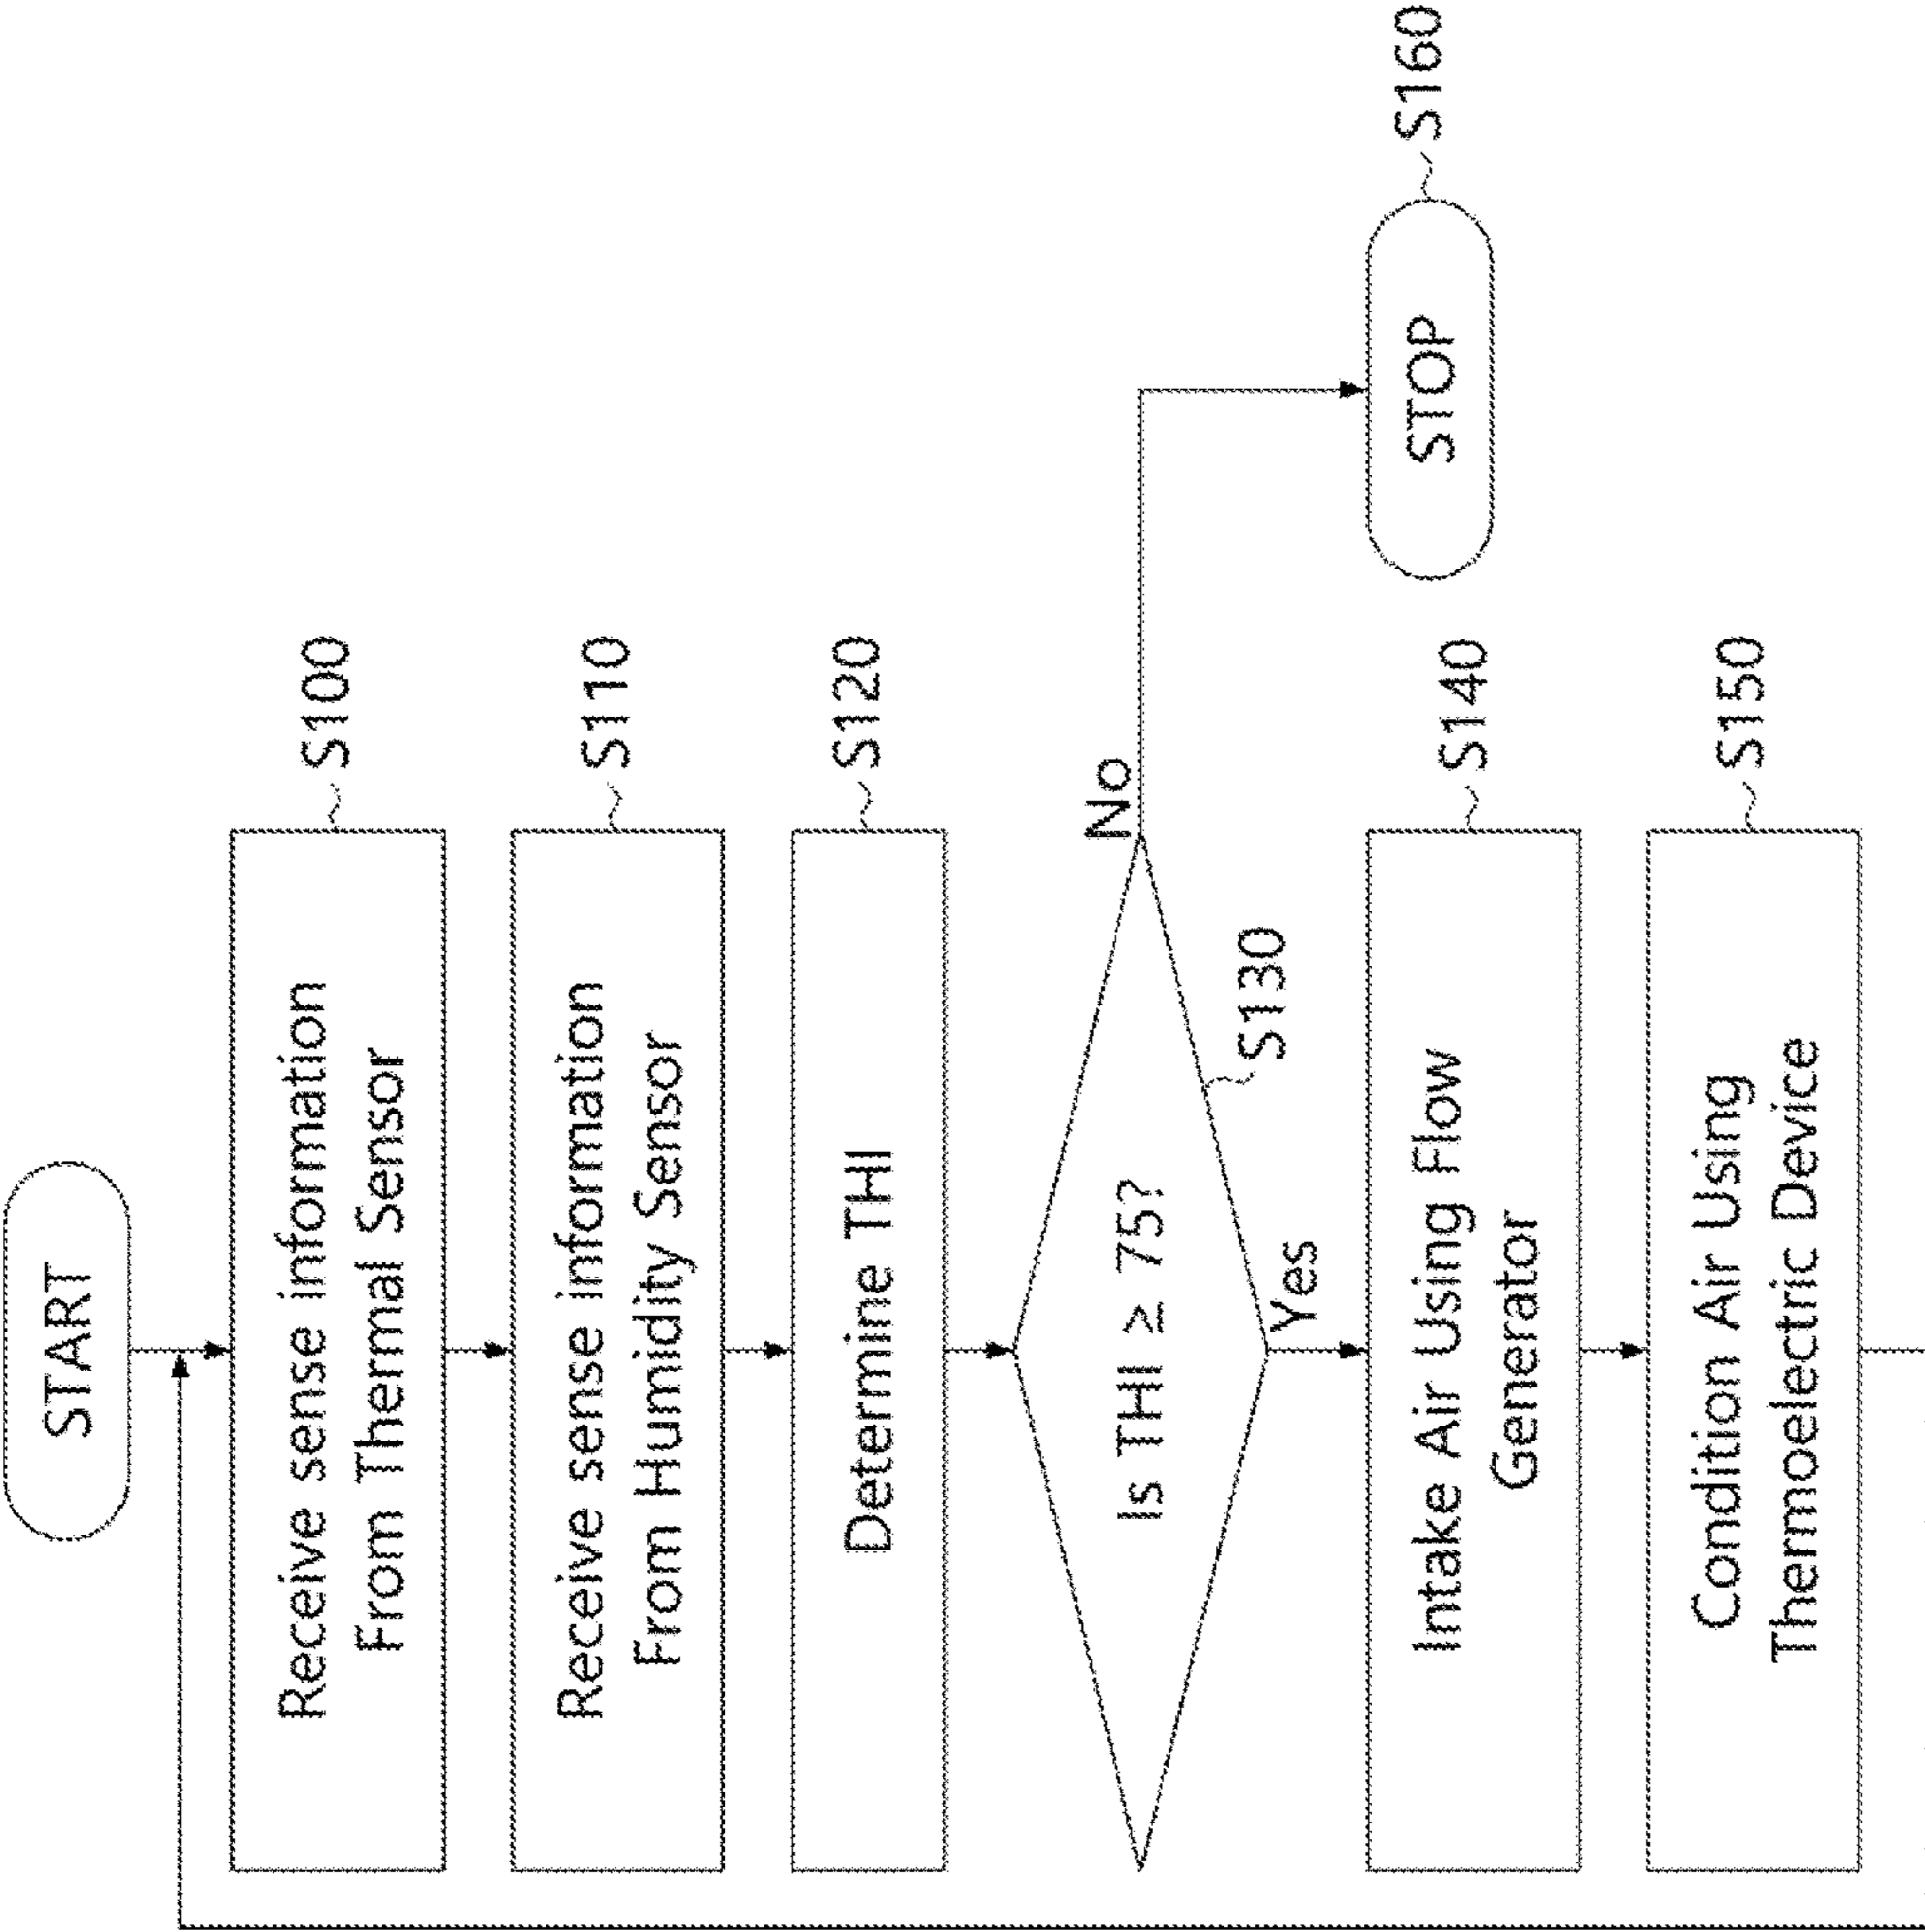 START
Receive sense information
From Thermal Sensor
S100
Receive sense information
From Humidity Sensor
S110
Determine THI
S120
Is THI ≥ 75?
S130
No
Yes
Intake Air Using Flow
Generator
S140
STOP
S160
Condition Air Using
Thermoelectric Device
S150